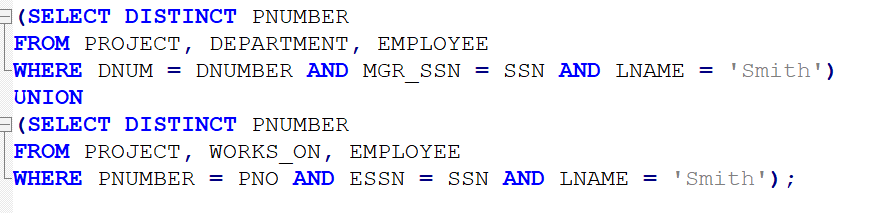 (SELECT DISTINCT PNUMBER
FROM PROJECT, DEPARTMENT, EMPLOYEE
WHERE DNUM = DNUMBER AND MGR_SSN = SSN AND LNAME = 'Smith')
UNION
(SELECT DISTINCT PNUMBER
FROM PROJECT, WORKS_ON, EMPLOYEE
WHERE PNUMBER = PNO AND ESSN = SSN AND LNAME = 'Smith');